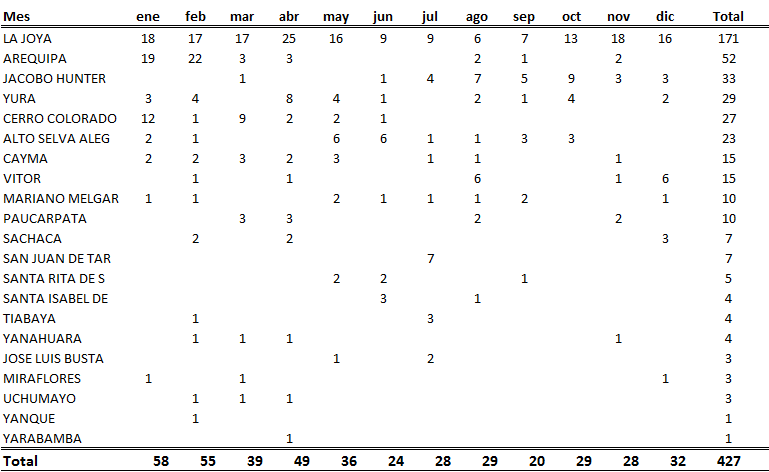 Mes ene feb mar abr may jun jul ago sep oct nov dic Total
LA JOYA 18 17 17 25 16 9 9 6 7 13 18 16 171
AREQUIPA 19 22 3 3 2 1 2 52
JACOBO HUNTER 1 1 4 7 5 9 3 3 33
YURA 3 4 8 4 1 2 1 4 2 29
CERRO COLORADO 12 1 9 2 2 1 27
ALTO SELVA ALEG 2 1 6 6 1 1 3 3 23
CAYMA 2 2 3 2 3 1 1 1 15
VITOR 1 1 6 1 6 15
MARIANO MELGAR 1 1 2 1 1 1 2 1 10
PAUCARPATA 3 3 2 2 10
SACHACA 2 2 3 7
SAN JUAN DE TAR 7 7
SANTA RITA DE S 2 2 1 5
SANTA ISABEL DE 3 1 4
TIABAYA 1 3 4
YANAHUARA 1 1 1 1 4
JOSE LUIS BUSTA 1 2 3
MIRAFLORES 1 1 1 3
UCHUMAYO 1 1 1 3
YANQUE 1 1
YARABAMBA 1 1
Total 58 55 39 49 36 24 28 29 20 29 28 32 427